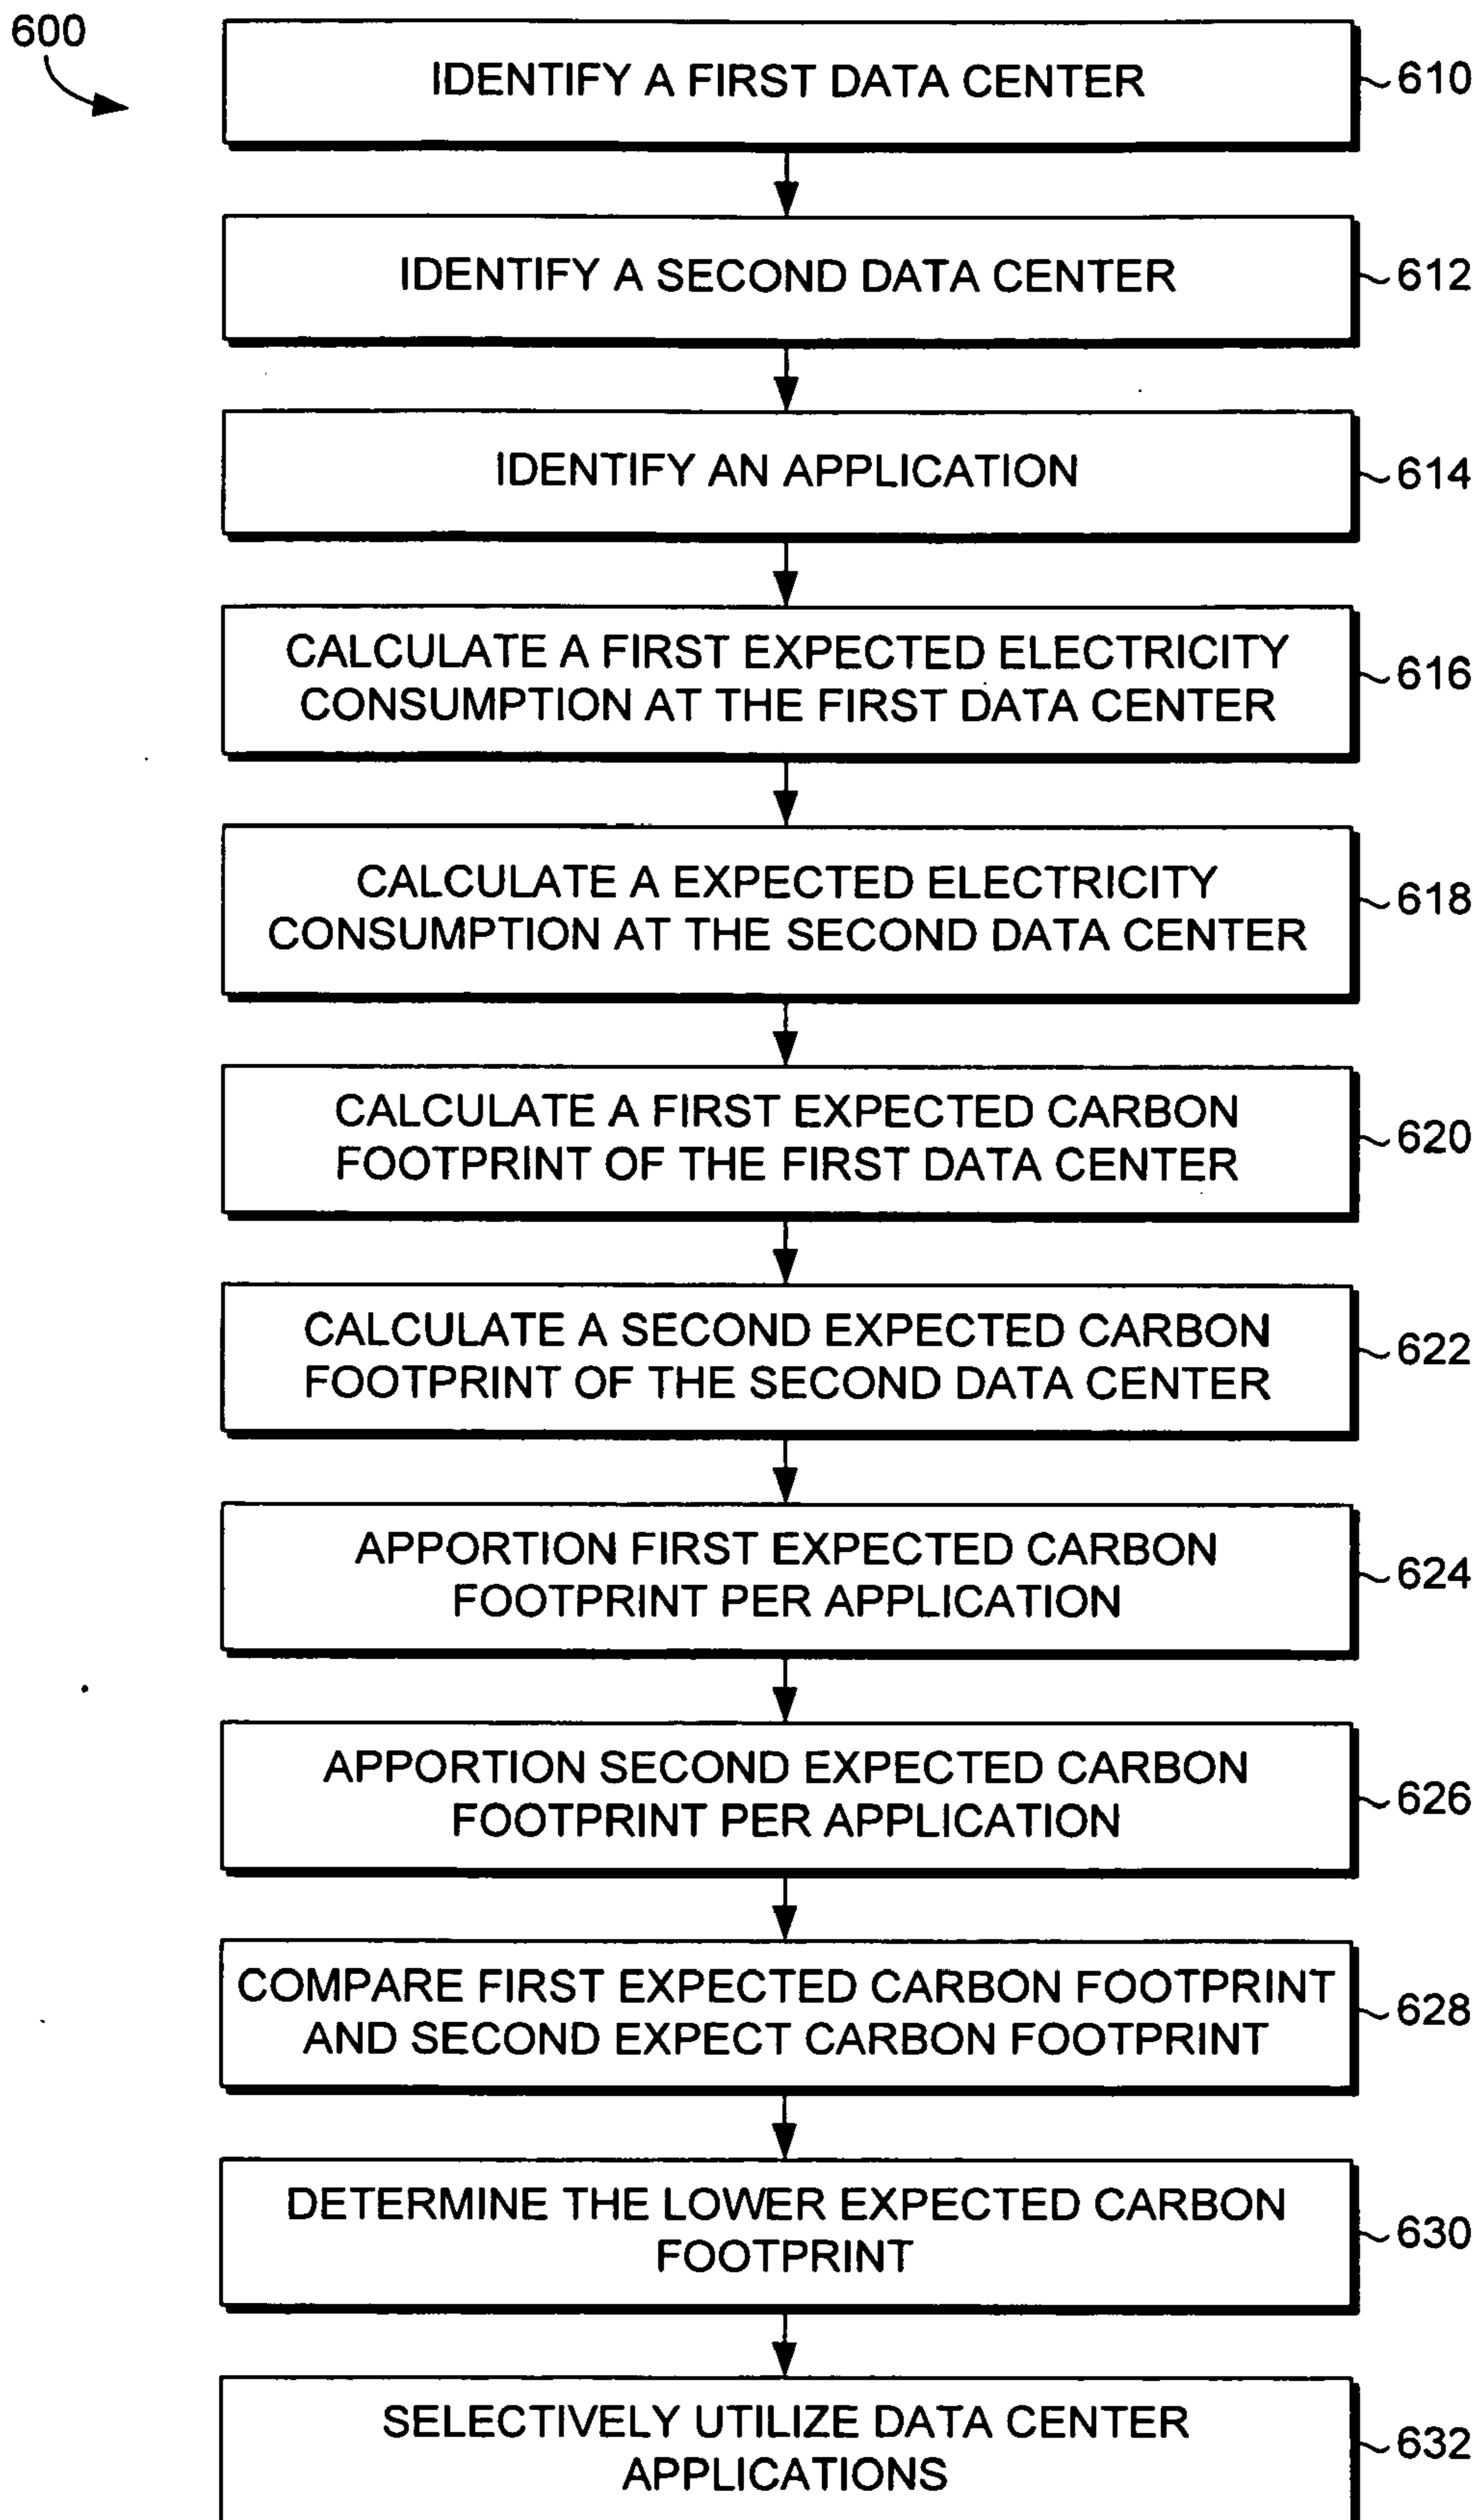 600
IDENTIFY A FIRST DATA CENTER
610
IDENTIFY A SECOND DATA CENTER
612
IDENTIFY AN APPLICATION
614
CALCULATE A FIRST EXPECTED ELECTRICITY
CONSUMPTION AT THE FIRST DATA CENTER
616
CALCULATE A EXPECTED ELECTRICITY
CONSUMPTION AT THE SECOND DATA CENTER
618
CALCULATE A FIRST EXPECTED CARBON
FOOTPRINT OF THE FIRST DATA CENTER
620
CALCULATE A SECOND EXPECTED CARBON
FOOTPRINT OF THE SECOND DATA CENTER
622
APPORTION FIRST EXPECTED CARBON
FOOTPRINT PER APPLICATION
624
APPORTION SECOND EXPECTED CARBON
FOOTPRINT PER APPLICATION
626
COMPARE FIRST EXPECTED CARBON FOOTPRINT
AND SECOND EXPECT CARBON FOOTPRINT
628
DETERMINE THE LOWER EXPECTED CARBON
FOOTPRINT
630
SELECTIVELY UTILIZE DATA CENTER
APPLICATIONS
632